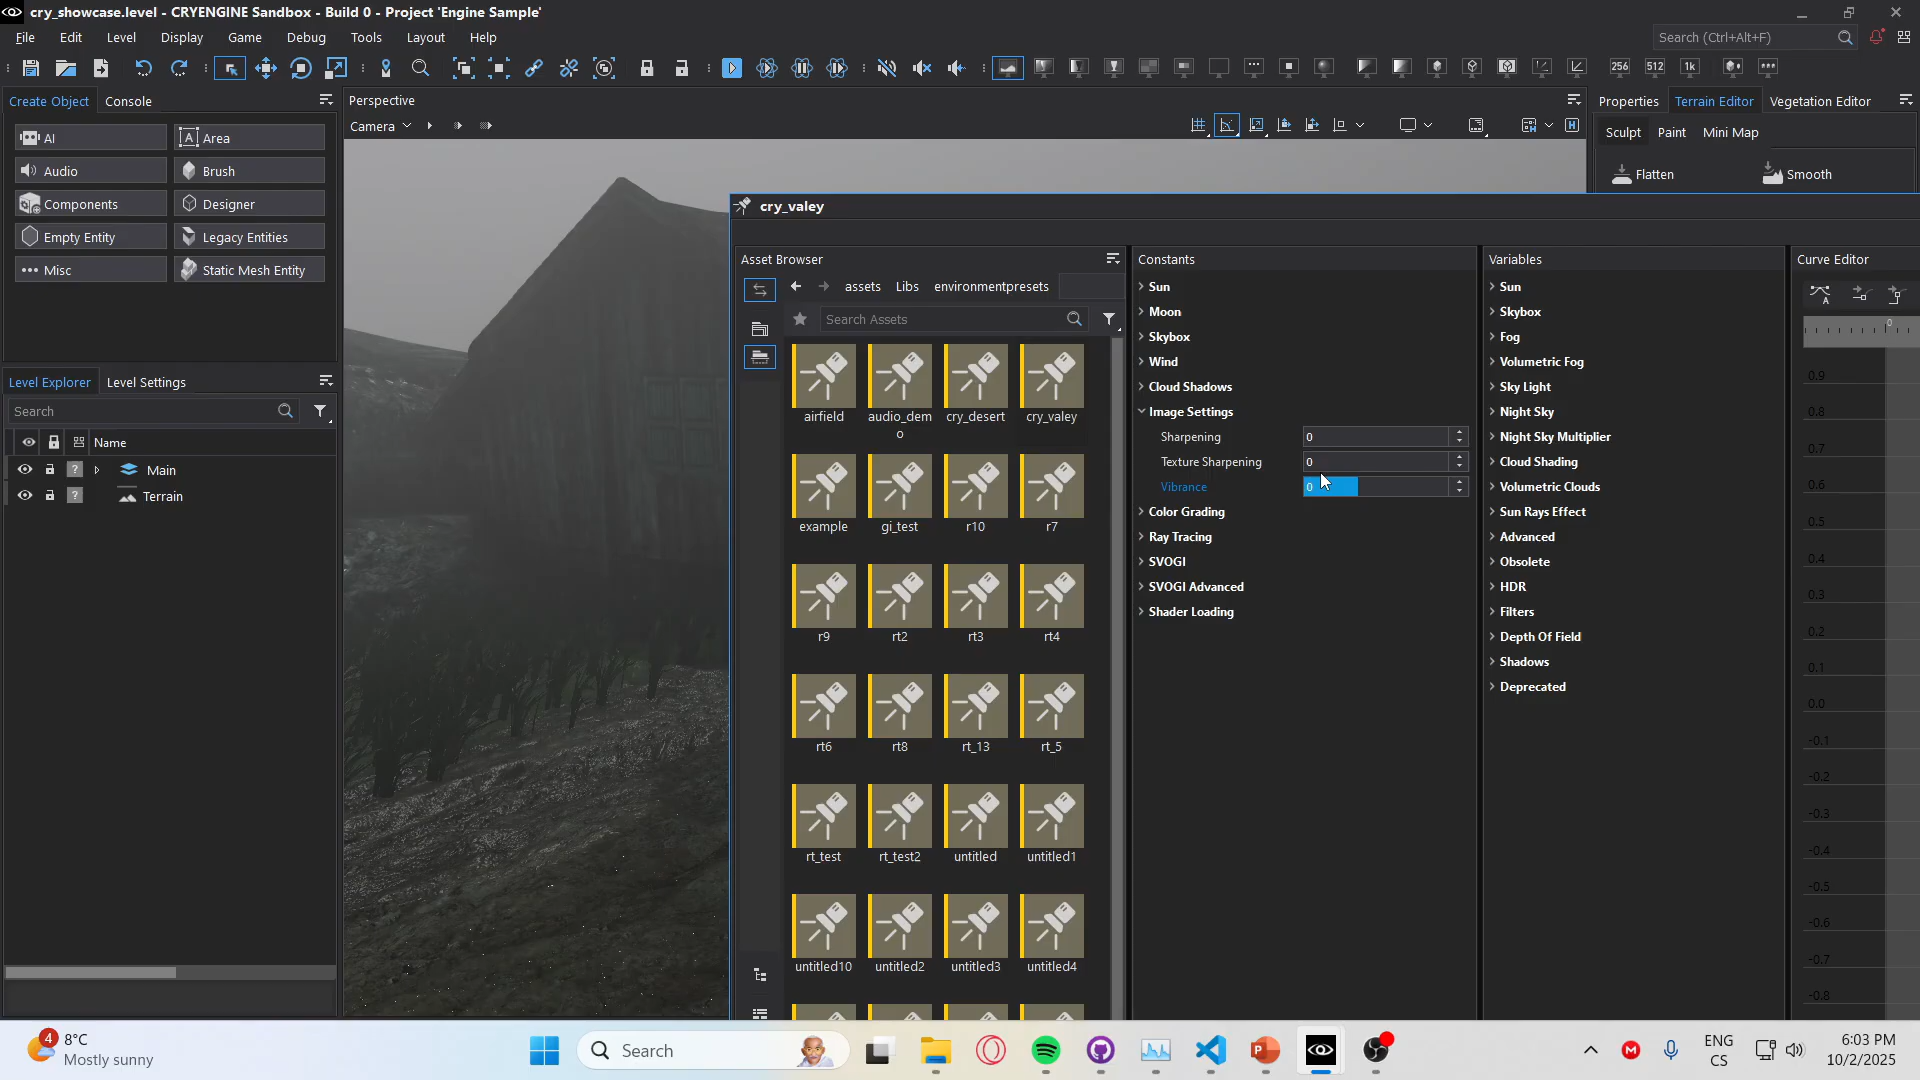 cry_showcase.level - CRYENGINE Sandbox - Build 0 - Project 'Engine Sample'
File Edit Level Display Game Debug Tools Layout Help
Search (Ctrl+Alt+F)
256 512 1k
Create Object Console
Perspective
Properties Terrain Editor Vegetation Editor
Camera
Sculpt Paint Mini Map
AI Area
Audio Brush
Components Designer
Empty Entity Legacy Entities
Misc Static Mesh Entity
Flatten Smooth
Level Explorer Level Settings
Search
Name
Main
Terrain
cry_valey
Asset Browser
assets Libs environmentpresets
Search Assets
airfield audio_dem
o cry_desert cry_valey
example gi_test r10 r7
r9 rt2 rt3 rt4
rt6 rt8 rt_13 rt_5
rt_test rt_test2 untitled untitled1
untitled10 untitled2 untitled3 untitled4
Constants
Sun
Moon
Skybox
Wind
Cloud Shadows
Image Settings
Sharpening 0
Texture Sharpening 0
Vibrance 0
Color Grading
Ray Tracing
SVOGI
SVOGI Advanced
Shader Loading
Variables
Sun
Skybox
Fog
Volumetric Fog
Sky Light
Night Sky
Night Sky Multiplier
Cloud Shading
Volumetric Clouds
Sun Rays Effect
Advanced
Obsolete
HDR
Filters
Depth Of Field
Shadows
Deprecated
Curve Editor
0
0.9
0.8
0.7
0.6
0.5
0.4
0.3
0.2
0.1
0.0
-0.1
-0.2
-0.3
-0.4
-0.5
-0.6
-0.7
-0.8
4
8°C
Mostly sunny
Search
ENG
CS
6:03 PM
10/2/2025